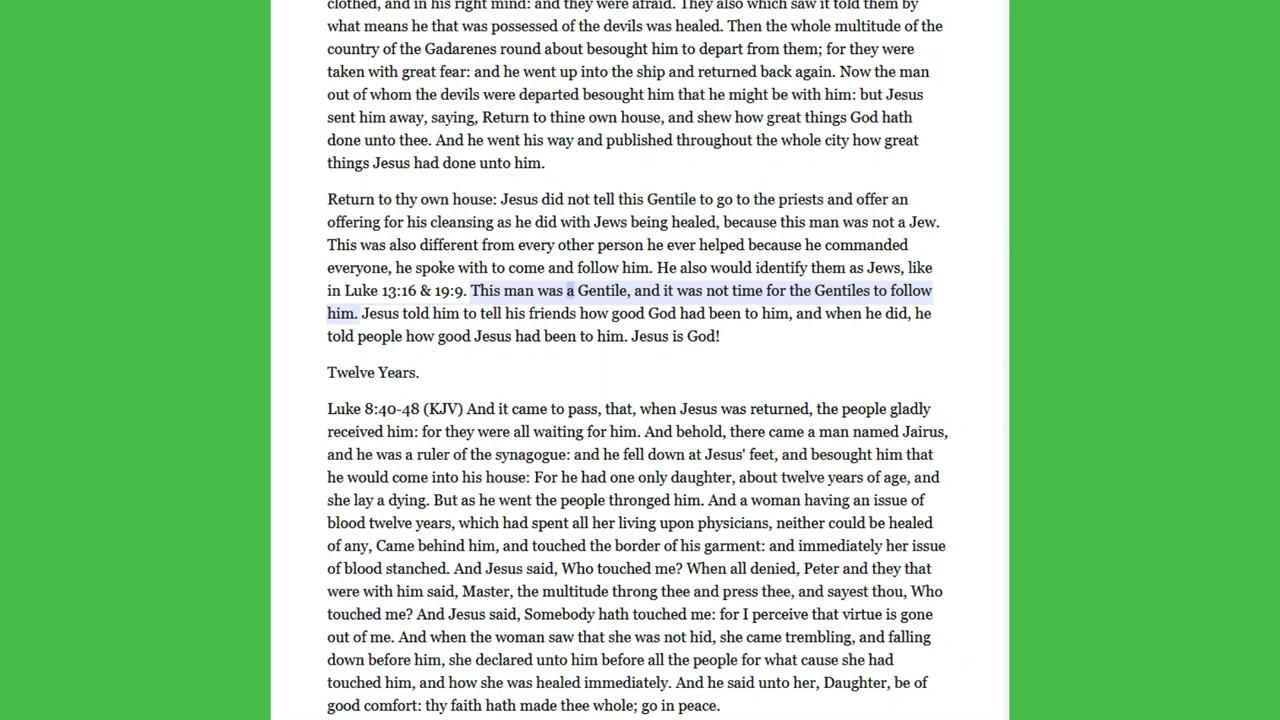 clothed, and in his right mind: and they were afraid. They also which saw it told them by
what means he that was possessed of the devils was healed. Then the whole multitude of the
country of the Gadarenes round about besought him to depart from them; for they were
taken with great fear: and he went up into the ship and returned back again. Now the man
out of whom the devils were departed besought him that he might be with him: but Jesus
sent him away, saying, Return to thine own house, and shew how great things God hath
done unto thee. And he went his way and published throughout the whole city how great
things Jesus had done unto him.
Return to thy own house: Jesus did not tell this Gentile to go to the priests and offer an
offering for his cleansing as he did with Jews being healed, because this man was not a Jew.
This was also different from every other person he ever helped because he commanded
everyone, he spoke with to come and follow him. He also would identify them as Jews, like
in Luke 13:16 & 19:9. This man was a Gentile, and it was not time for the Gentiles to follow
him. Jesus told him to tell his friends how good God had been to him, and when he did, he
told people how good Jesus had been to him. Jesus is God!
Twelve Years.
Luke 8:40-48 (KJV) And it came to pass, that, when Jesus was returned, the people gladly
received him: for they were all waiting for him. And behold, there came a man named Jairus,
and he was a ruler of the synagogue: and he fell down at Jesus' feet, and besought him that
he would come into his house: For he had one only daughter, about twelve years of age, and
she lay a dying. But as he went the people thronged him. And a woman having an issue of
blood twelve years, which had spent all her living upon physicians, neither could be healed
of any, Came behind him, and touched the border of his garment: and immediately her issue
of blood stanched. And Jesus said, Who touched me? When all denied, Peter and they that
were with him said, Master, the multitude throng thee and press thee, and sayest thou, Who
touched me? And Jesus said, Somebody hath touched me: for I perceive that virtue is gone
out of me. And when the woman saw that she was not hid, she came trembling, and falling
down before him, she declared unto him before all the people for what cause she had
touched him, and how she was healed immediately. And he said unto her, Daughter, be of
good comfort: thy faith hath made thee whole; go in peace.